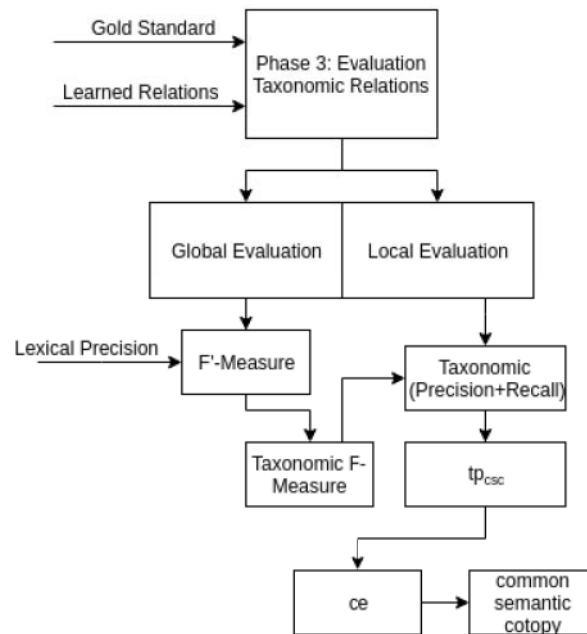 Gold Standard
Phase 3: Evaluation
Taxonomic Relations
Learned Relations
Global Evaluation
Local Evaluation
Lexical Precision
F'-Measure
Taxonomic
(Precision+Recall)
Taxonomic F-
Measure
tpcsc
ce
common
semantic
cotopy